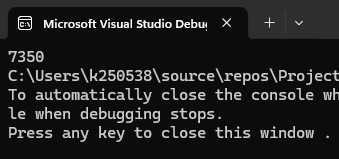 Microsoft Visual Studio Debu
7350
C:\Users\k250538\source\repos\Project
To automatically close the console wh
le when debugging stops.
Press any key to close this window .